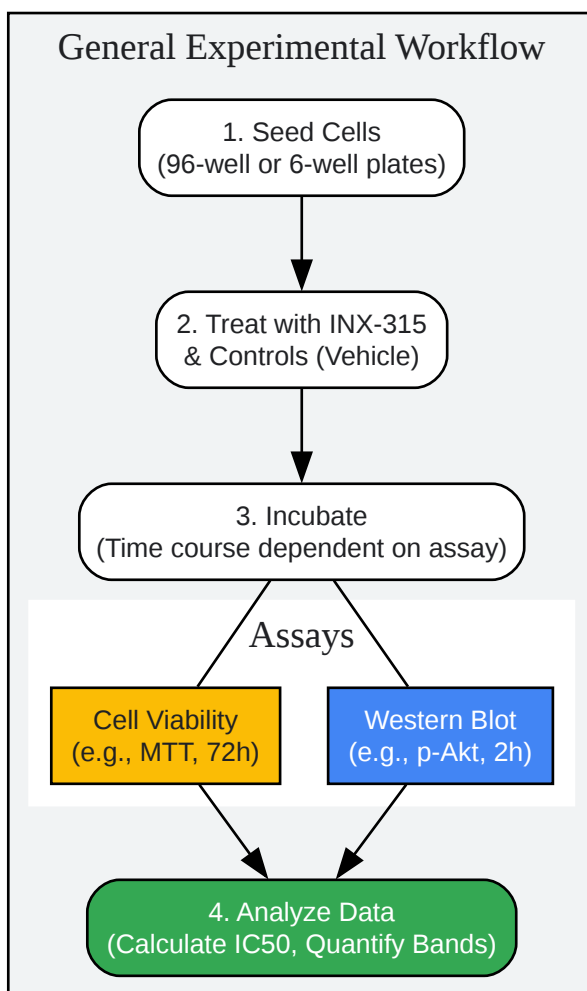 General Experimental Workflow
1. Seed Cells
(96-well or 6-well plates)
2. Treat with INX-315
& Controls (Vehicle)
3. Incubate
(Time course dependent on assay)
Assays
Cell Viability
(e.g., MTT, 72h)
Western Blot
(e.g., p-Akt, 2h)
4. Analyze Data
(Calculate IC50, Quantify Bands)